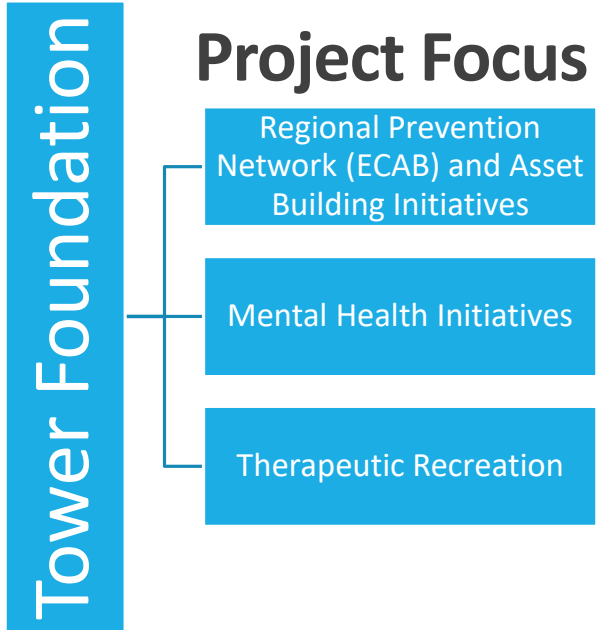 Tower Foundation
Project Focus
Regional Prevention
Network (ECAB) and Asset
Building Initiatives
Mental Health Initiatives
Therapeutic Recreation